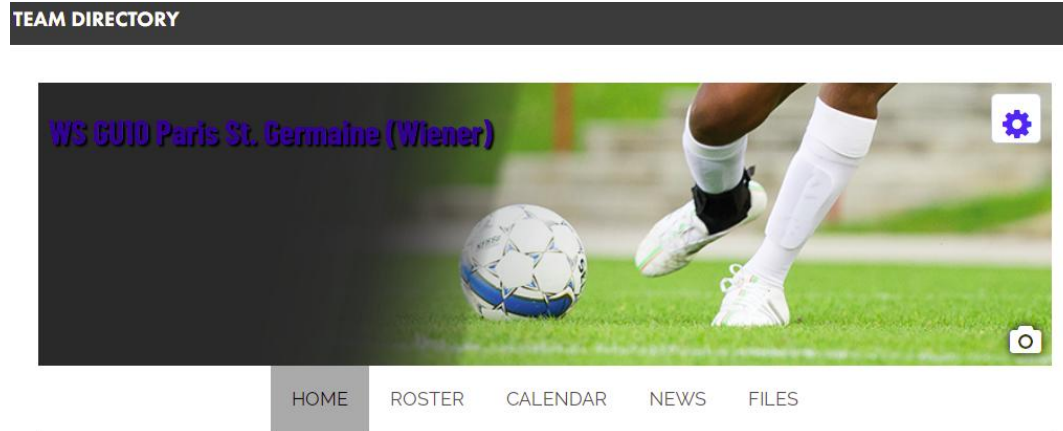 TEAM DIRECTORY
WS GU10 Paris St. Germaine (Wiener)
HOME ROSTER CALENDAR NEWS FILES